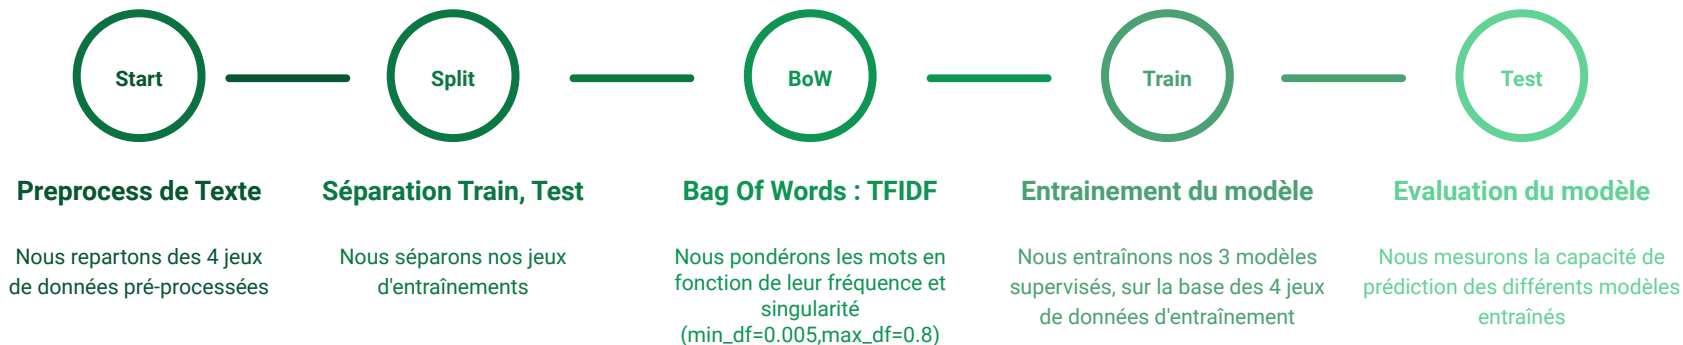 Start
Split
BoW
Train
Test
Preprocess de Texte
Séparation Train, Test
Bag Of Words : TFIDF
Entrainement du modèle
Evaluation du modèle
Nous repartons des 4 jeux
de données pré-processées
Nous séparons nos jeux
d'entraînements
Nous pondérons les mots en
fonction de leur fréquence et
singularité
(min_df=0.005,max_df=0.8)
Nous entraînons nos 3 modèles
supervisés, sur la base des 4 jeux
de données d'entraînement
Nous mesurons la capacité de
prédiction des différents modèles
entraînés